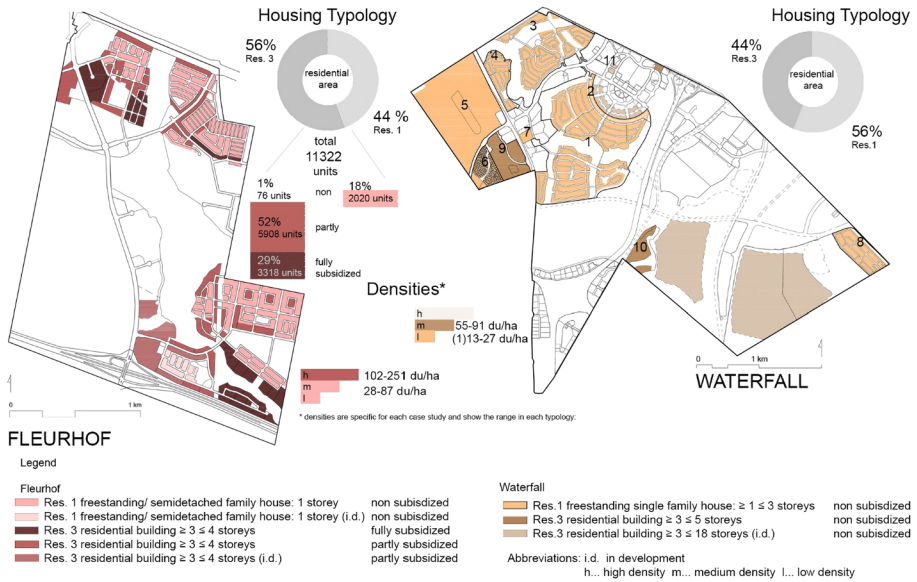 Housing Typology
56%
Res. 3
residential
area
44 %
Res. 1
total
11322
units
1%
76 units
non
18%
2020 units
52%
5908 units
partly
29%
3318 units
fully
subsidized
Densities*
h
m
l
55-91 du/ha
(1)13-27 du/ha
h
m
l
102-251 du/ha
28-87 du/ha
* densities are specific for each case study and show the range in each typology:
0
1 km
FLEURHOF
Housing Typology
44%
Res.3
residential
area
56%
Res.1
3
4
11
5
2
7
1
9
6
10
8
0
1 km
WATERFALL
Legend
Fleurhof
Res. 1 freestanding/ semidetached family house: 1 storey non subisdized
Res. 1 freestanding/ semidetached family house: 1 storey (i.d.) non subsidized
Res. 3 residential building ≥ 3 ≤ 4 storeys fully subsidized
Res. 3 residential building ≥ 3 ≤ 4 storeys partly subsidized
Res. 3 residential building ≥ 3 ≤ 4 storeys (i.d.) partly subsidized
Waterfall
Res.1 freestanding single family house: ≥ 1 ≤ 3 storeys non subsidized
Res.3 residential building ≥ 3 ≤ 5 storeys non subsidized
Res.3 residential building ≥ 3 ≤ 18 storeys (i.d.) non subsidized
Abbreviations: i.d. in development
h... high density m... medium density l... low density